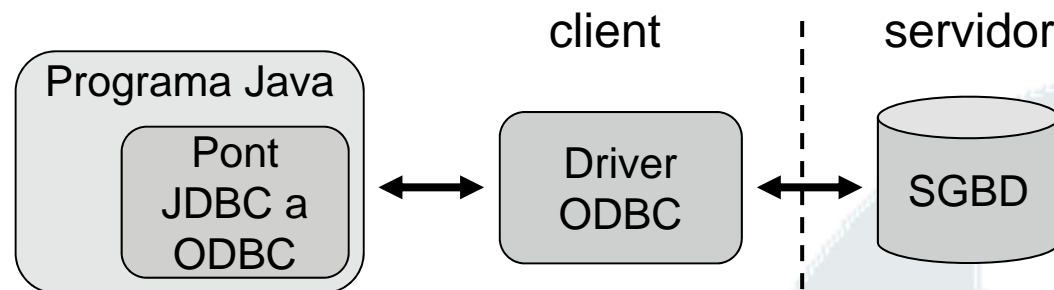 client
servidor
Programa Java
Pont
JDBC a
ODBC
Driver
ODBC
SGBD